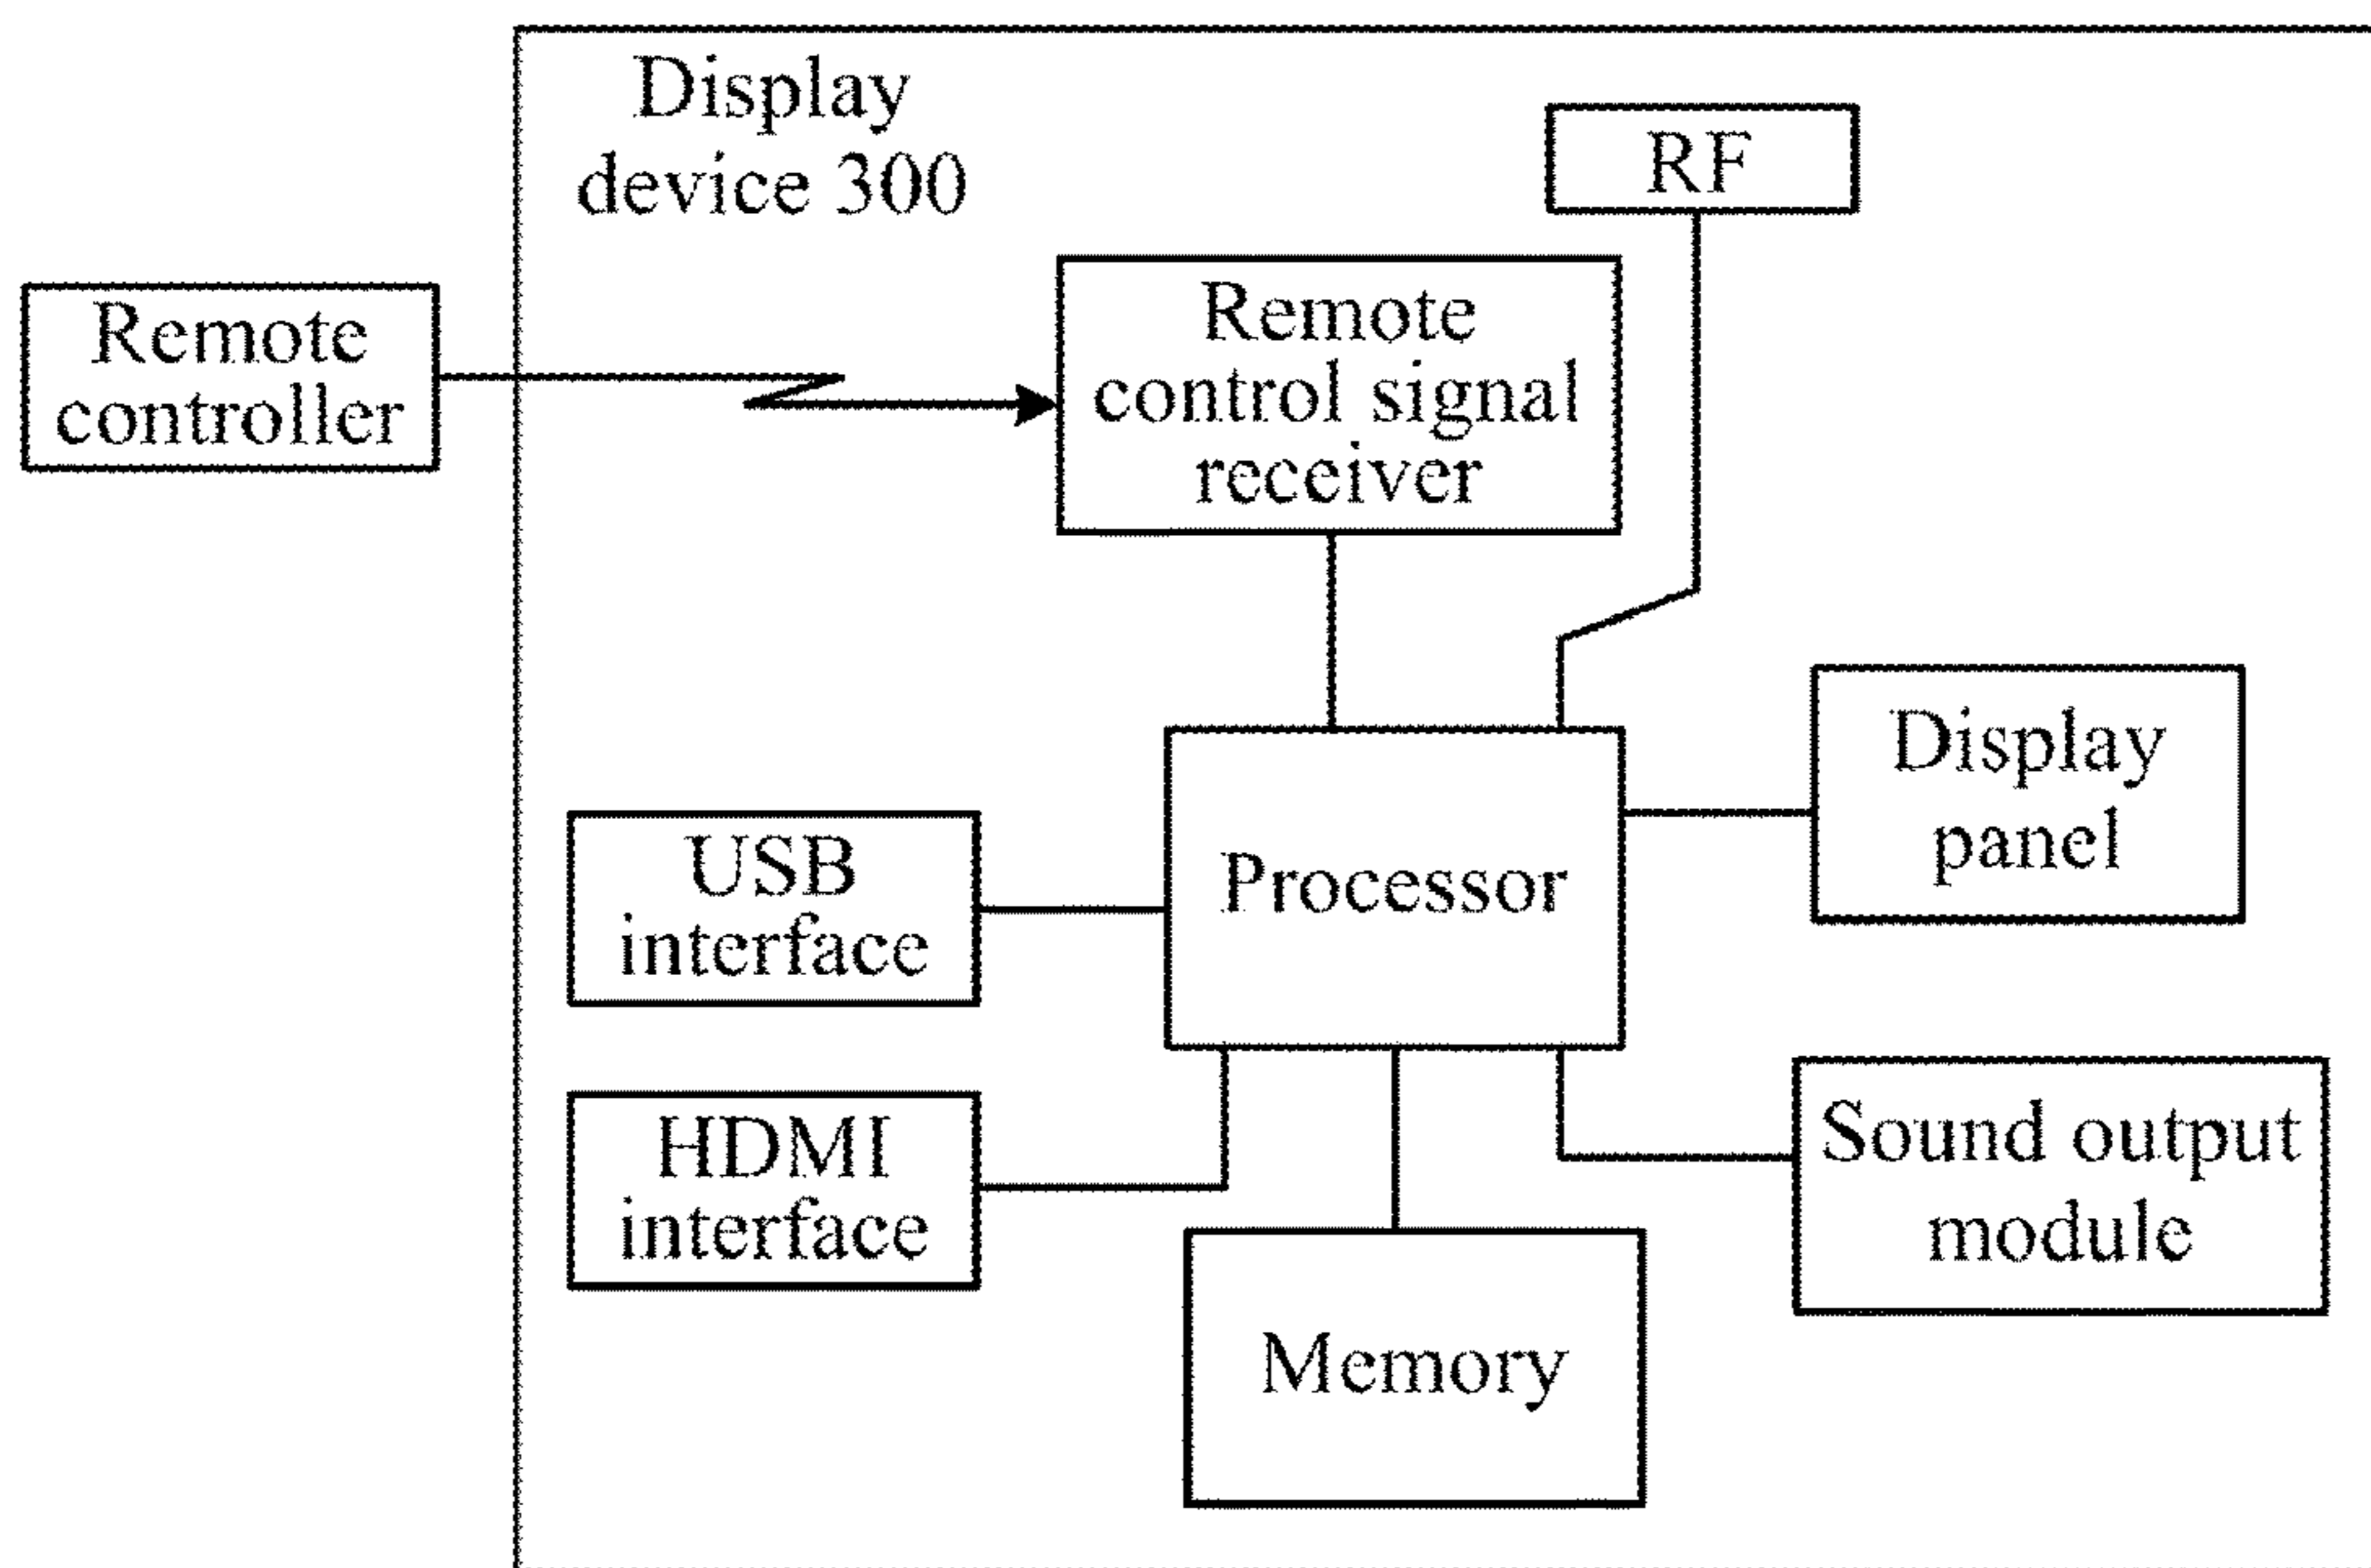 Display
device 300
RF
Remote
controller
Remote
control signal
receiver
Display
panel
USB
interface
Processor
HDMI
interface
Sound output
module
Memory